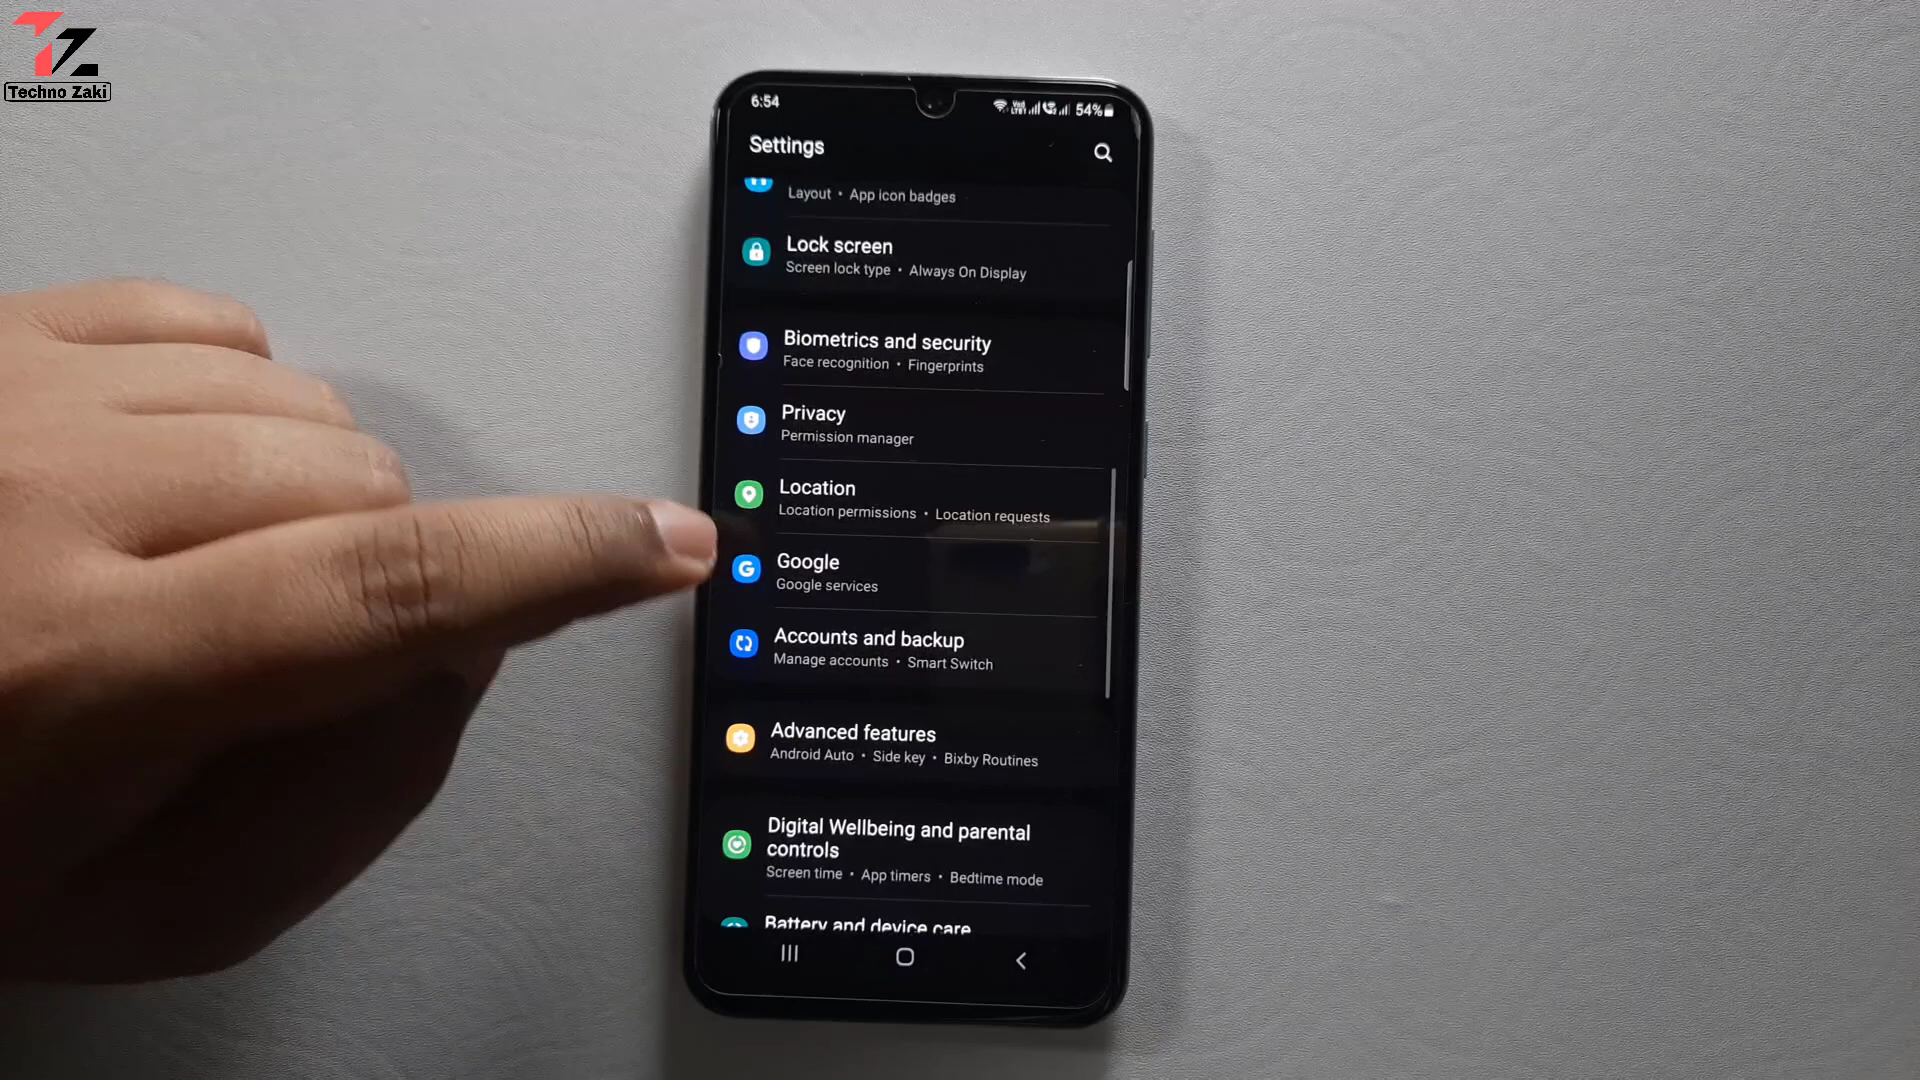 TZ
Techno Zaki
6:54
54%
Settings
Layout • App icon badges
Lock screen
Screen lock type • Always On Display
Biometrics and security
Face recognition • Fingerprints
Privacy
Permission manager
Location
Location permissions • Location requests
Google
Google services
Accounts and backup
Manage accounts • Smart Switch
Advanced features
Android Auto • Side key • Bixby Routines
Digital Wellbeing and parental
controls
Screen time • App timers • Bedtime mode
Battery and device care